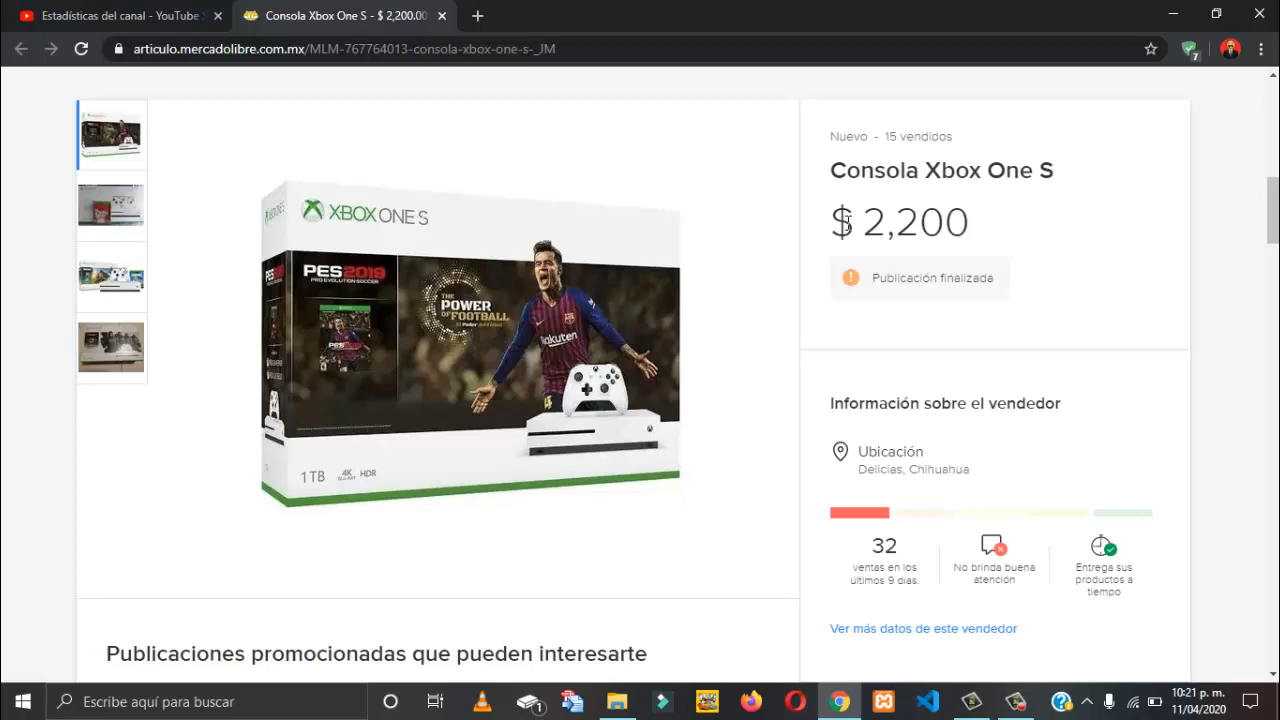 Estadísticas del canal - YouTube
Consola Xbox One S - $ 2,200.00
articulo.mercadolibre.com.mx/MLM-767764013-consola-xbox-one-s-_JM
7
Nuevo - 15 vendidos
Consola Xbox One S
$ 2,200
Publicación finalizada
XBOX ONE S
PES2019
PRO EVOLUTION SOCCER
THE
POWER
OF FOOTBALL
Rakuten
1TB 4K HDR
Información sobre el vendedor
Ubicación
Delicias, Chihuahua
32
ventas en los
últimos 9 días.
No brinda buena
atención
Entrega sus
productos a
tiempo
Ver más datos de este vendedor
Publicaciones promocionadas que pueden interesarte
Escribe aquí para buscar
1
10:21 p. m.
11/04/2020